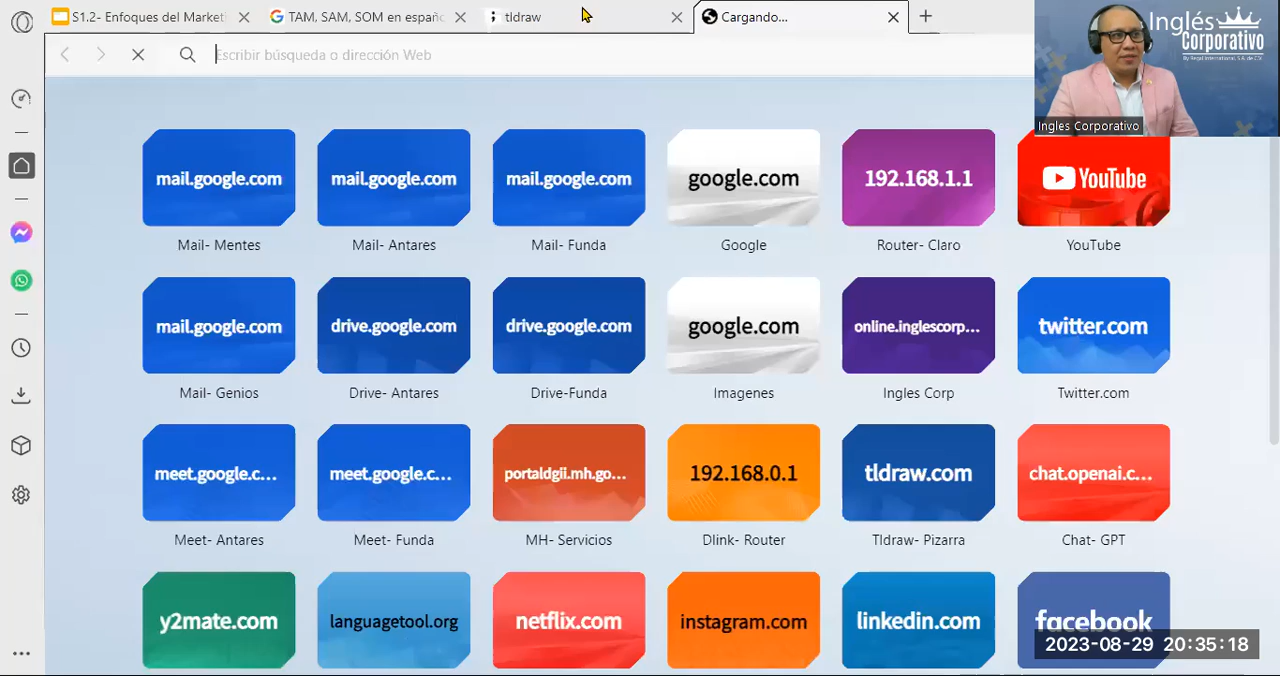 S1.2- Enfoques del Market
TAM, SAM, SOM en españo
tldraw
Cargando...
Escribir búsqueda o dirección Web
Inglés
Corporativo
By Regal International, S.A. de C.V.
Ingles Corporativo
mail.google.com
mail.google.com
mail.google.com
google.com
192.168.1.1
YouTube
Mail- Mentes
Mail- Antares
Mail- Funda
Google
Router- Claro
YouTube
mail.google.com
drive.google.com
drive.google.com
google.com
online.inglescorp...
twitter.com
Mail- Genios
Drive- Antares
Drive-Funda
Imagenes
Ingles Corp
Twitter.com
meet.google.c...
meet.google.c...
portaldgii.mh.go...
192.168.0.1
tldraw.com
chat.openai.c...
Meet- Antares
Meet- Funda
MH- Servicios
Dlink- Router
Tldraw- Pizarra
Chat- GPT
y2mate.com
languagetool.org
netflix.com
instagram.com
linkedin.com
facebook
2023-08-29 20:35:18